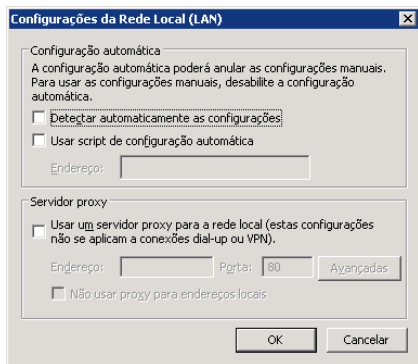 Configurações da Rede Local (LAN)
Configuração automática
A configuração automática poderá anular as configurações manuais.
Para usar as configurações manuais, desabilite a configuração
automática.
Detectar automaticamente as configurações
Usar script de configuração automática
Endereço:
Servidor proxy
Usar um servidor proxy para a rede local (estas configurações
não se aplicam a conexões dial-up ou VPN).
Endereço: Porta: 80 Avançadas
Não usar proxy para endereços locais
OK Cancelar